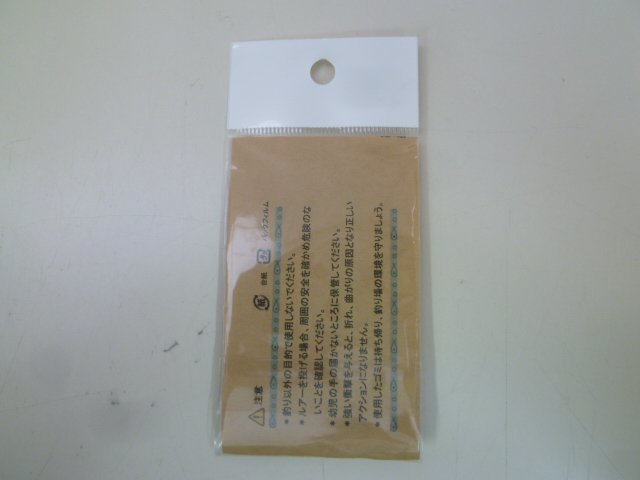 ⚠ 注意
紙 台紙 プラ パックフィルム
* 釣り以外の目的で使用しないでください。
* ルアーを投げる場合、周囲の安全を確かめ危険のな
いことを確認してください。
* 幼児の手の届かないところに保管してください。
* 強い衝撃を与えると、折れ、曲がりの原因となり正しい
アクションになりません。
* 使用したゴミは持ち帰り、釣り場の環境を守りましょう。